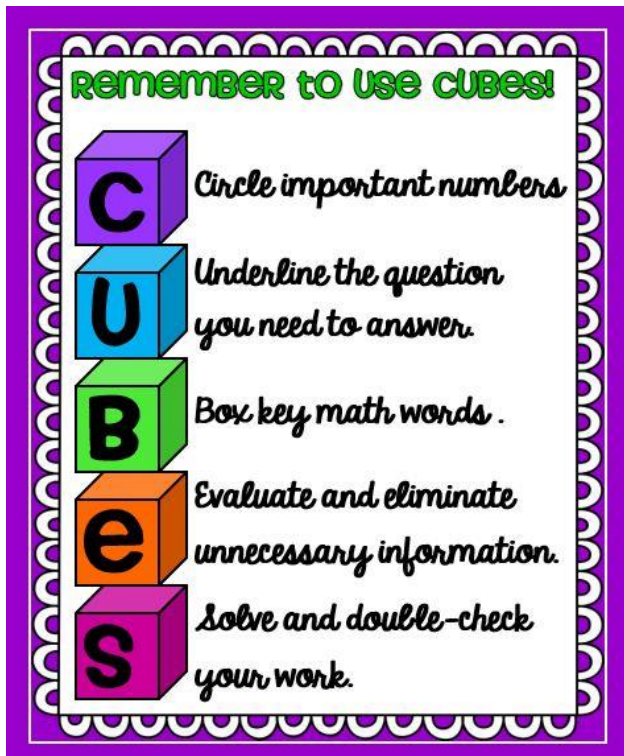 Remember to use cubes!
C Circle important numbers
U Underline the question
you need to answer.
B Box key math words .
e Evaluate and eliminate
unnecessary information.
S Solve and double-check
your work.